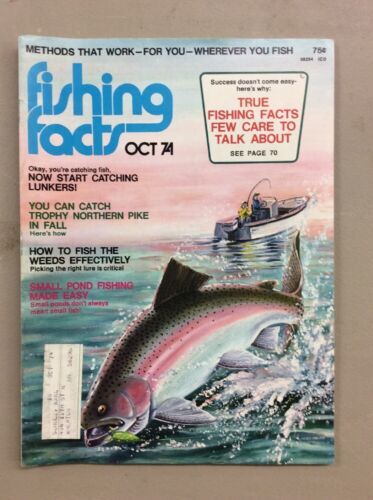 METHODS THAT WORK—FOR YOU—WHEREVER YOU FISH
75¢
fishing
facts
OCT 74
Success doesn't come easy-
here's why:
TRUE
FISHING FACTS
FEW CARE TO
TALK ABOUT
SEE PAGE 70
Okay, you're catching fish,
NOW START CATCHING
LUNKERS!
YOU CAN CATCH
TROPHY NORTHERN PIKE
IN FALL
Here's how
HOW TO FISH THE
WEEDS EFFECTIVELY
Picking the right lure is critical
SMALL POND FISHING
MADE EASY
Small ponds don't always
mean small fish!